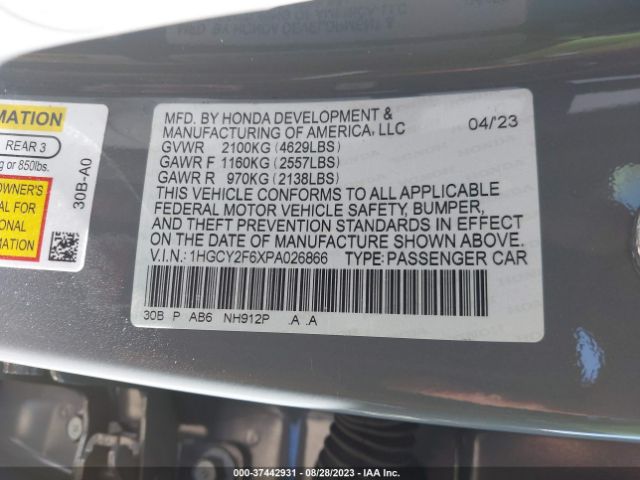 MFD. BY HONDA DEVELOPMENT &
MANUFACTURING OF AMERICA, LLC 04/23
GVWR 2100KG (4629LBS)
GAWR F 1160KG (2557LBS)
GAWR R 970KG (2138LBS)
THIS VEHICLE CONFORMS TO ALL APPLICABLE
FEDERAL MOTOR VEHICLE SAFETY, BUMPER,
AND THEFT PREVENTION STANDARDS IN EFFECT
ON THE DATE OF MANUFACTURE SHOWN ABOVE.
V.I.N.: 1HGCY2F6XPA026866 TYPE: PASSENGER CAR
30B P AB6 NH912P .A .A
MATION
REAR 3
g or 850lbs.
OWNER'S
AL FOR
ONAL
MATION
30B-A0
000-37442931 - 08/28/2023 - IAA Inc.